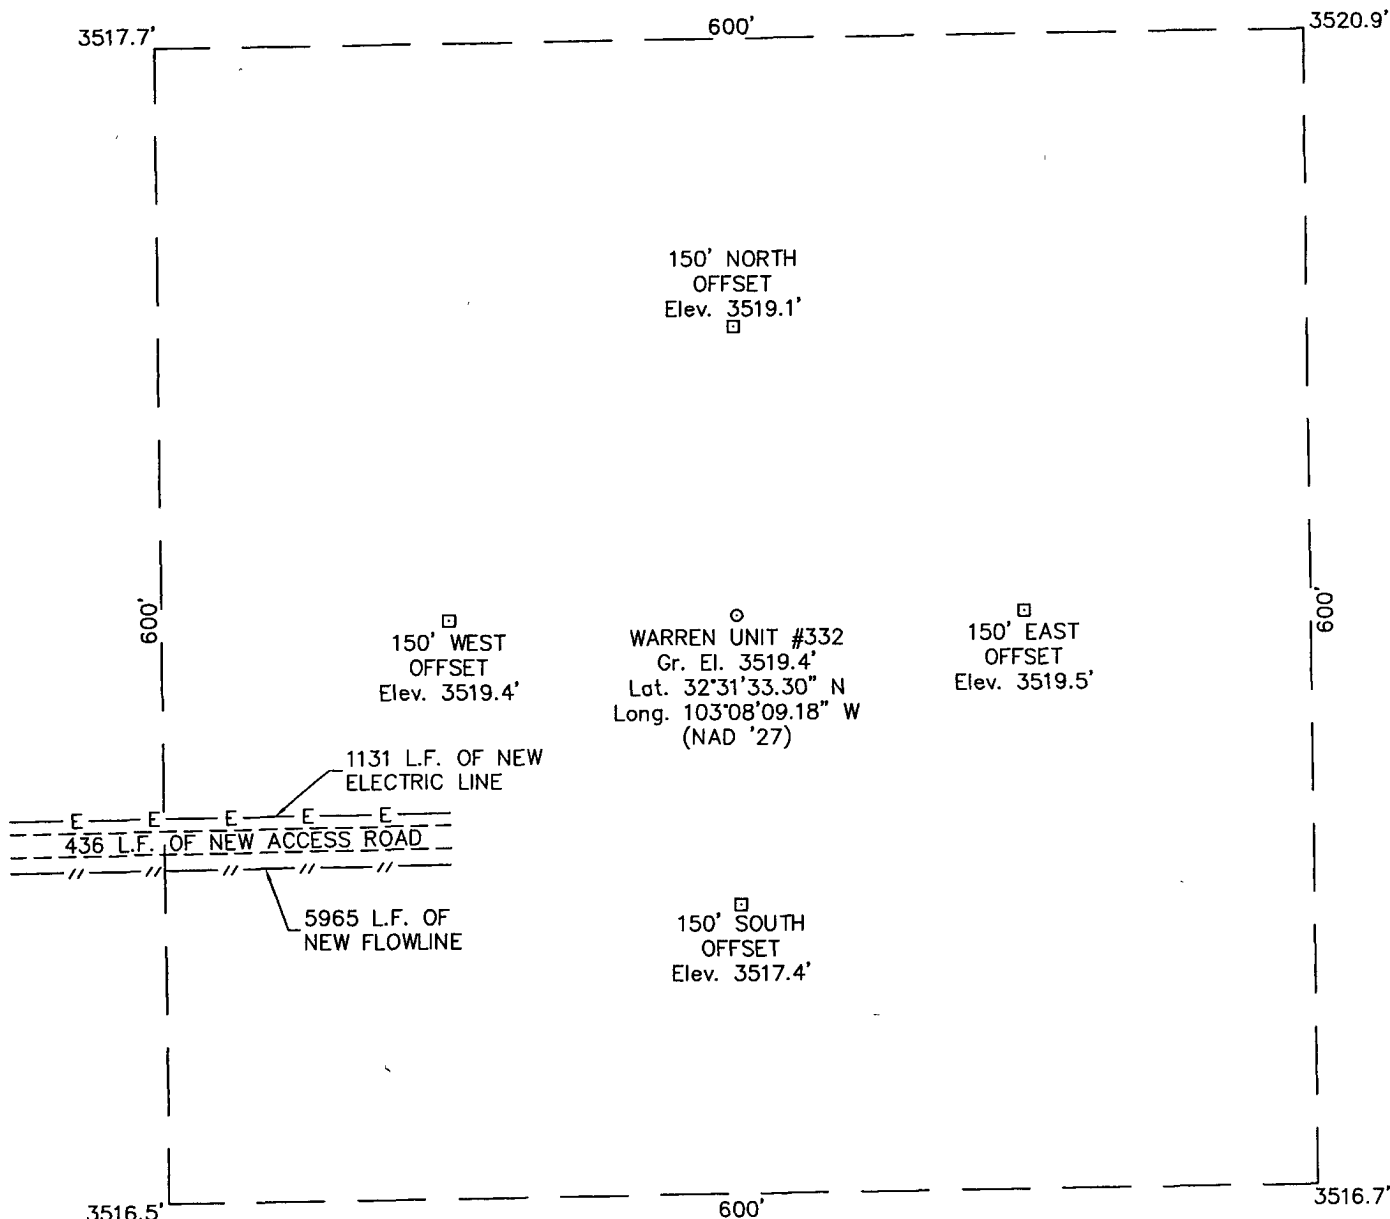 3517.7'
600'
3520.9'
150' NORTH
OFFSET
Elev. 3519.1'
600'
150' WEST
OFFSET
Elev. 3519.4'
WARREN UNIT #332
Gr. El. 3519.4'
Lat. 32°31'33.30" N
Long. 103°08'09.18" W
(NAD '27)
150' EAST
OFFSET
Elev. 3519.5'
600'
1131 L.F. OF NEW
ELECTRIC LINE
E E E E E
436 L.F. OF NEW ACCESS ROAD
5965 L.F. OF
NEW FLOWLINE
150' SOUTH
OFFSET
Elev. 3517.4'
3516.5'
600'
3516.7'